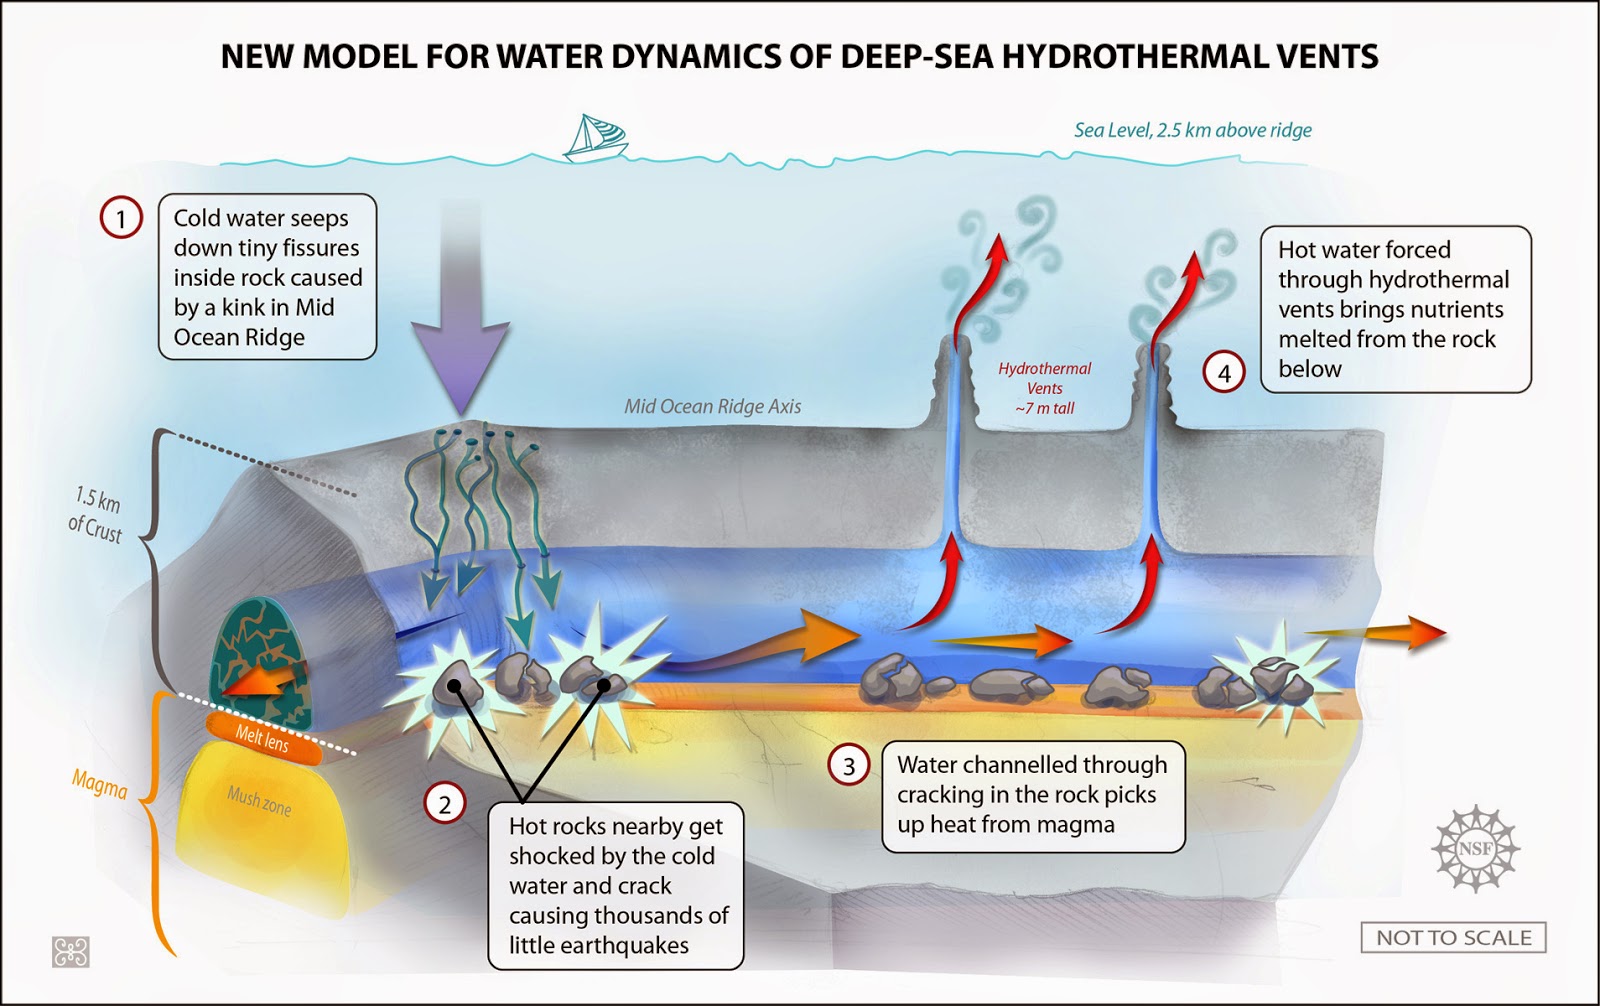 NEW MODEL FOR WATER DYNAMICS OF DEEP-SEA HYDROTHERMAL VENTS
Sea Level, 2.5 km above ridge
1
Cold water seeps
down tiny fissures
inside rock caused
by a kink in Mid
Ocean Ridge
Hot water forced
through hydrothermal
vents brings nutrients
melted from the rock
below
4
Hydrothermal
Vents
~7 m tall
Mid Ocean Ridge Axis
1.5 km
of Crust
Melt lens
Magma
Mush zone
2
Hot rocks nearby get
shocked by the cold
water and crack
causing thousands of
little earthquakes
3
Water channelled through
cracking in the rock picks
up heat from magma
NSF
NOT TO SCALE